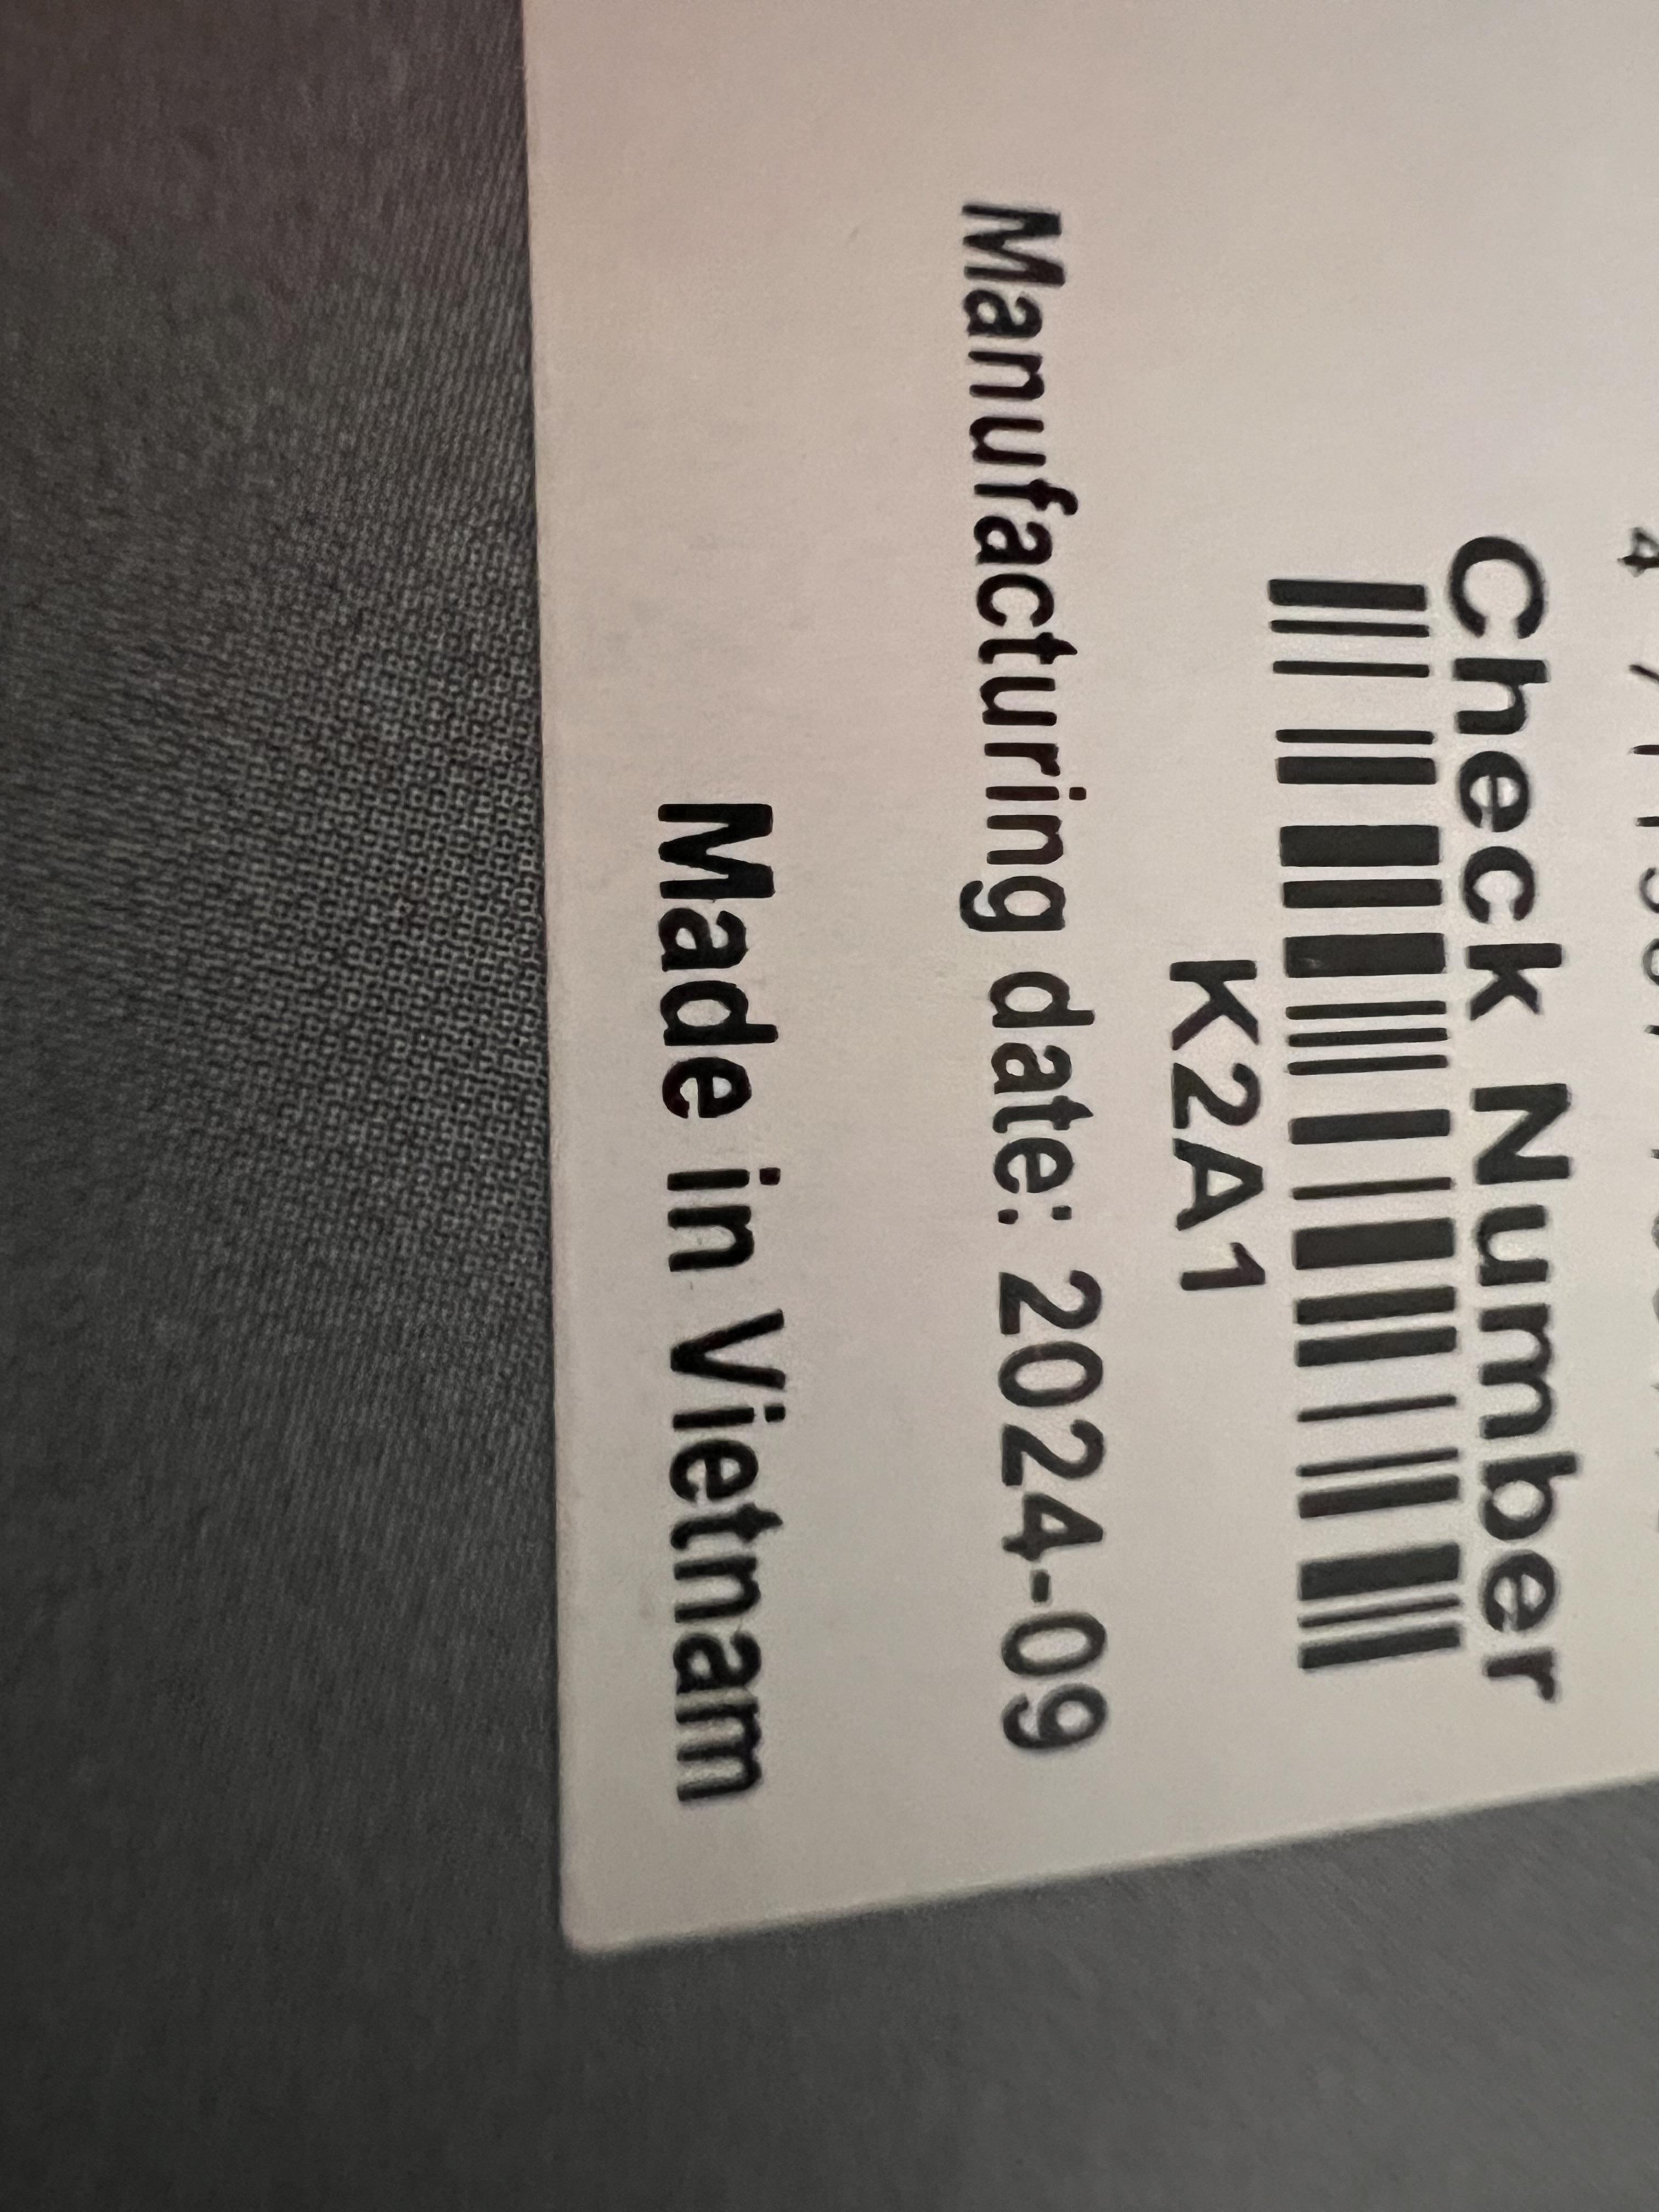 Check Number
K2A1
Manufacturing date: 2024-09
Made in Vietnam